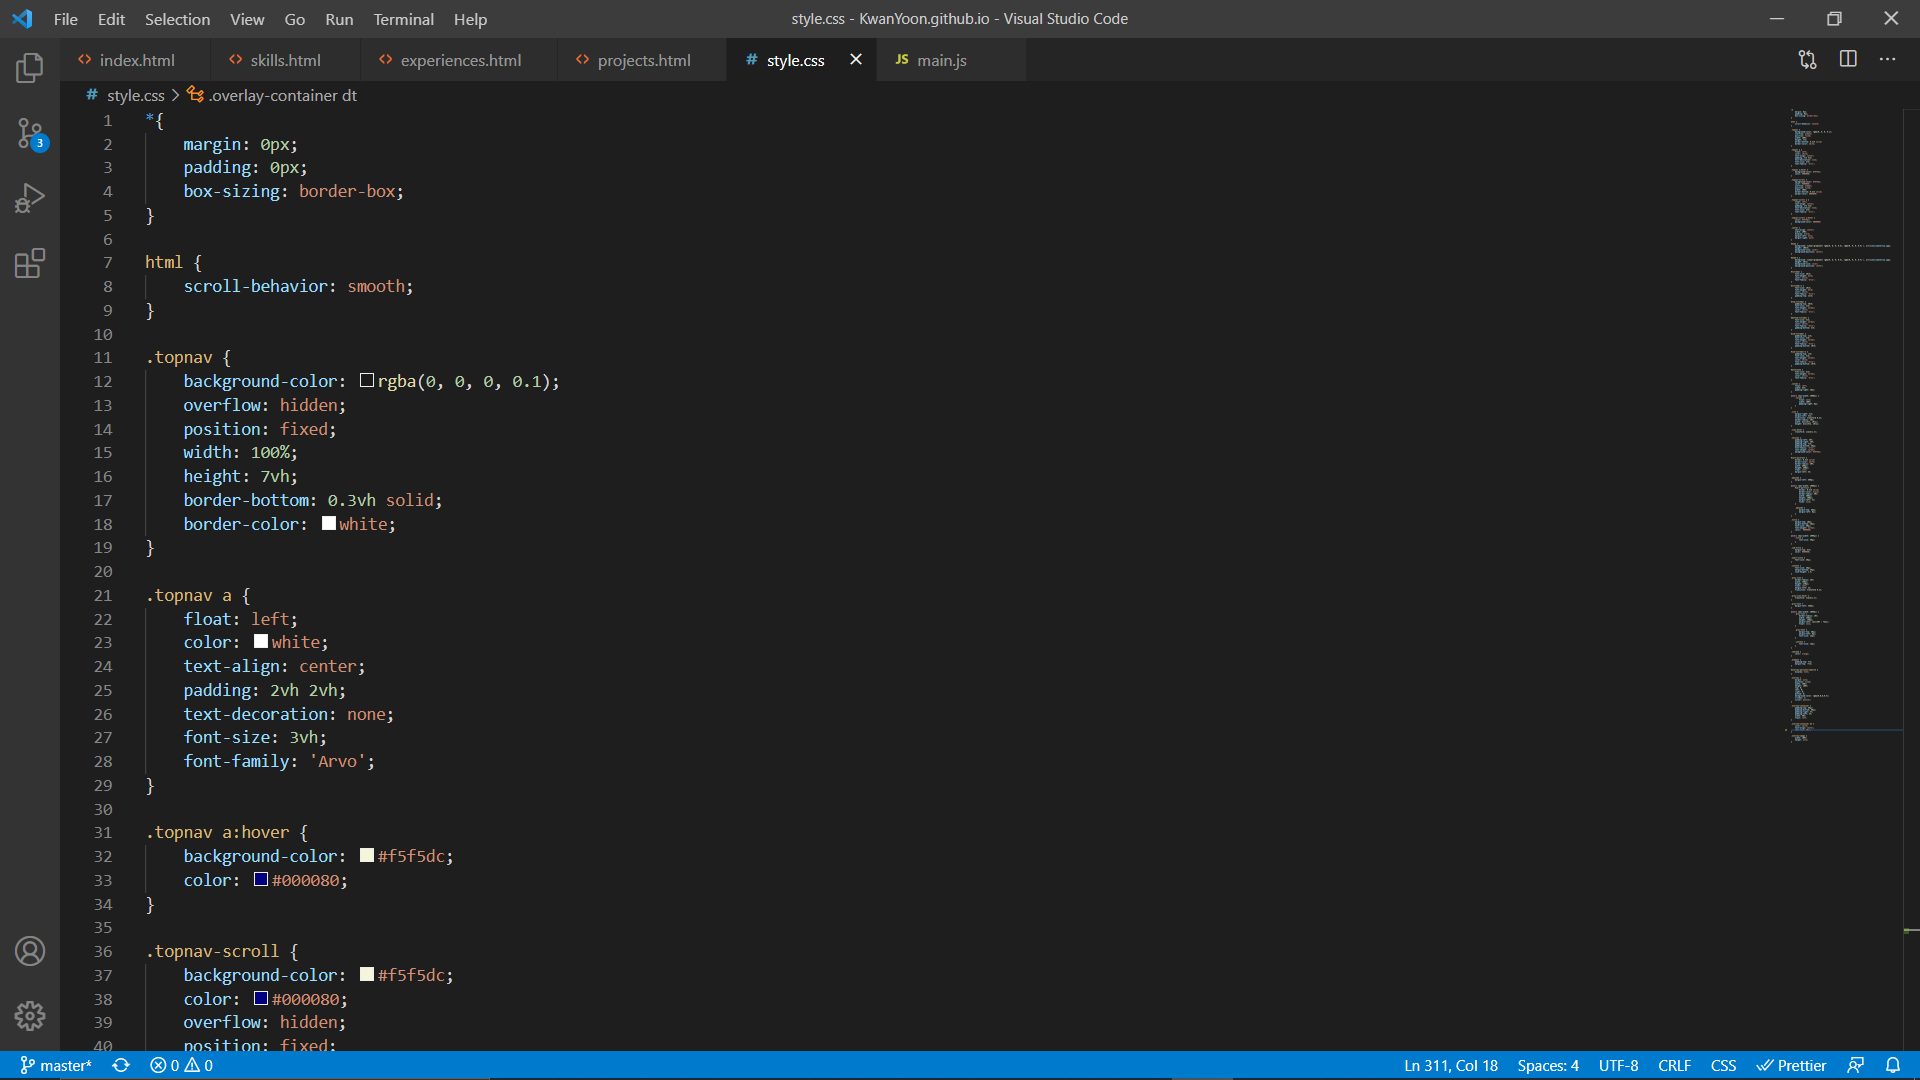 File Edit Selection View Go Run Terminal Help
style.css - KwanYoon.github.io - Visual Studio Code
index.html
skills.html
experiences.html
projects.html
# style.css
JS main.js
3
# style.css > .overlay-container dt
1 *{
2 margin: 0px;
3 padding: 0px;
4 box-sizing: border-box;
5 }
6
7 html {
8 scroll-behavior: smooth;
9 }
10
11 .topnav {
12 background-color: rgba(0, 0, 0, 0.1);
13 overflow: hidden;
14 position: fixed;
15 width: 100%;
16 height: 7vh;
17 border-bottom: 0.3vh solid;
18 border-color: white;
19 }
20
21 .topnav a {
22 float: left;
23 color: white;
24 text-align: center;
25 padding: 2vh 2vh;
26 text-decoration: none;
27 font-size: 3vh;
28 font-family: 'Arvo';
29 }
30
31 .topnav a:hover {
32 background-color: #f5f5dc;
33 color: #000080;
34 }
35
36 .topnav-scroll {
37 background-color: #f5f5dc;
38 color: #000080;
39 overflow: hidden;
40 position: fixed;
master* 0 0
Ln 311, Col 18 Spaces: 4 UTF-8 CRLF CSS Prettier